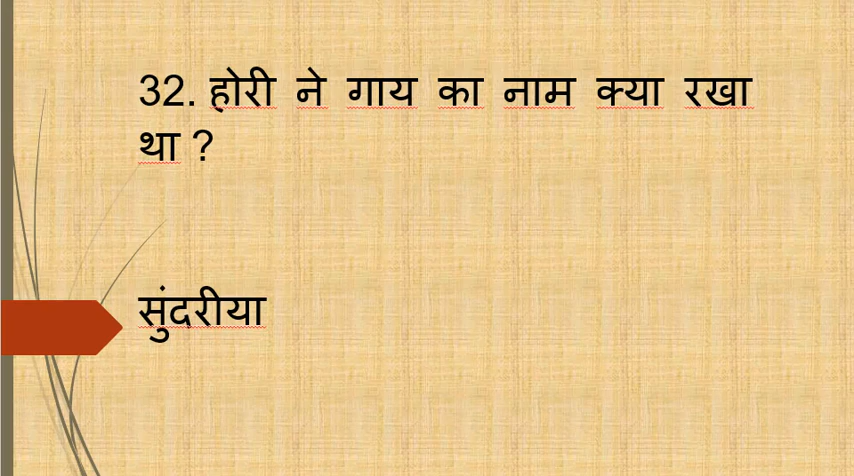 32. होरी ने गाय का नाम क्या रखा
था ?
सुंदरीया